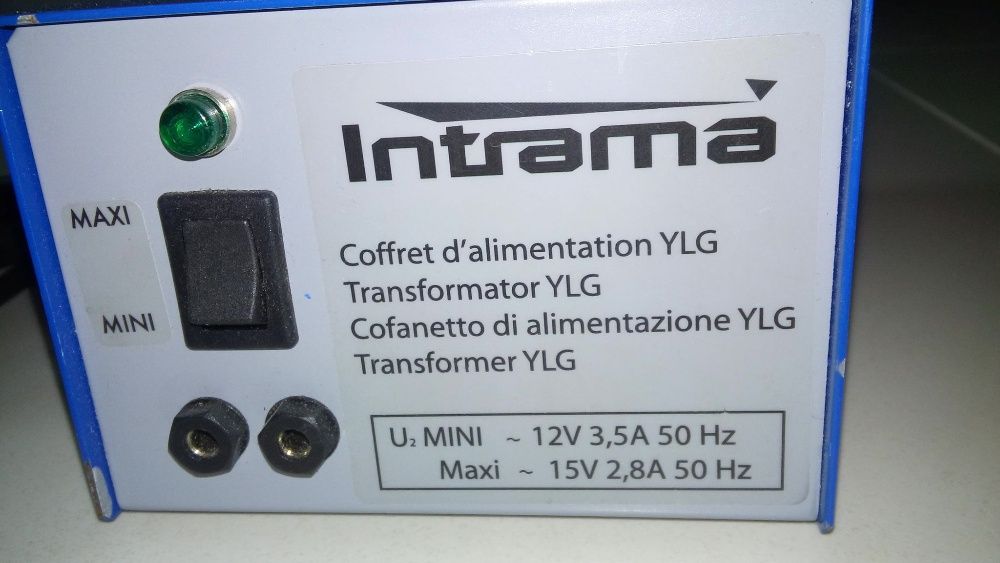 Intrama
MAXI
MINI
Coffret d'alimentation YLG
Transformator YLG
Cofanetto di alimentazione YLG
Transformer YLG
U₂ MINI ~ 12V 3,5A 50 Hz
Maxi ~ 15V 2,8A 50 Hz